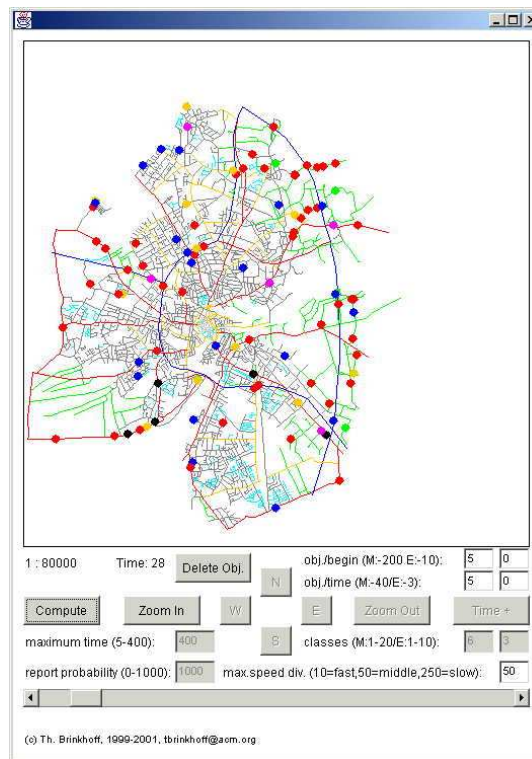 1 : 80000 Time: 28 Delete Obj. obj./begin (M:-200 E:-10): 5 0
N obj./time (M:-40/E:-3): 5 0
Compute Zoom In W E Zoom Out Time +
maximum time (5-400): 400 S classes (M:1-20/E:1-10): 6 3
report probability (0-1000): 1000 max.speed div. (10=fast,50=middle,250=slow): 50
(c) Th. Brinkhoff, 1999-2001, tbrinkhoff@acm.org